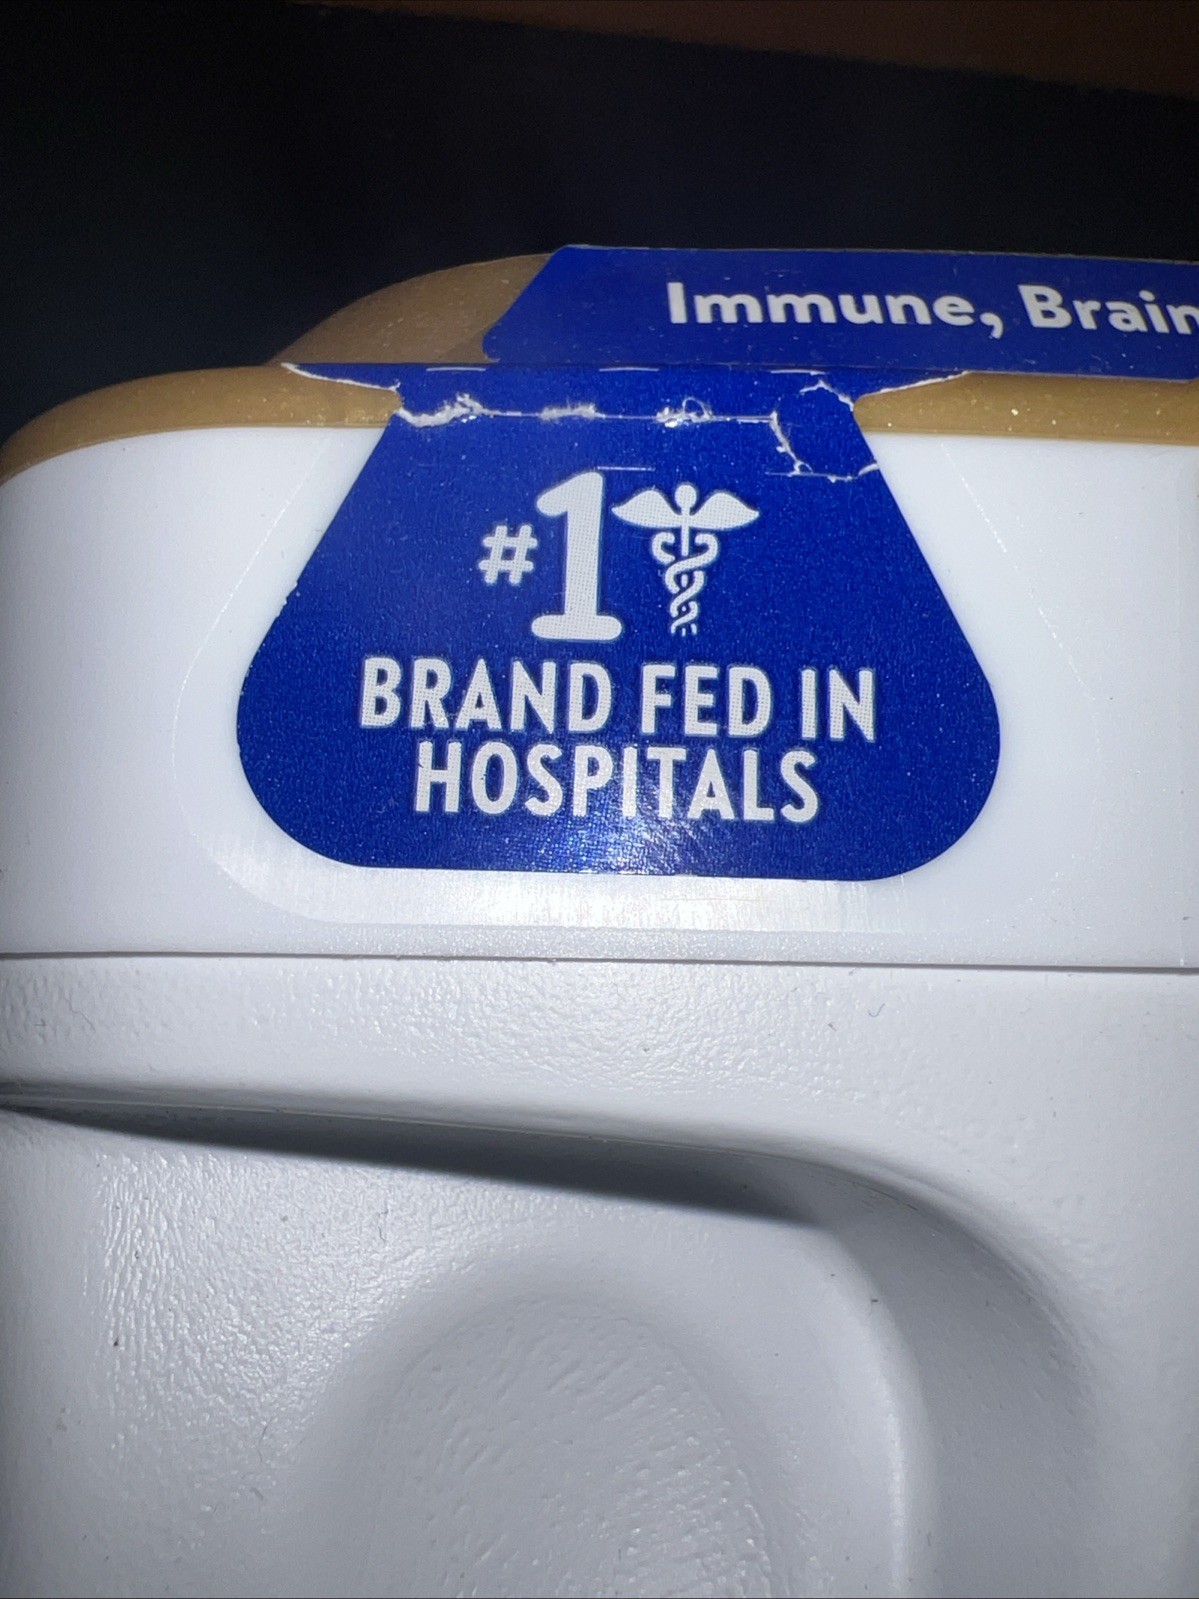 Immune, Brain
#1
BRAND FED IN
HOSPITALS